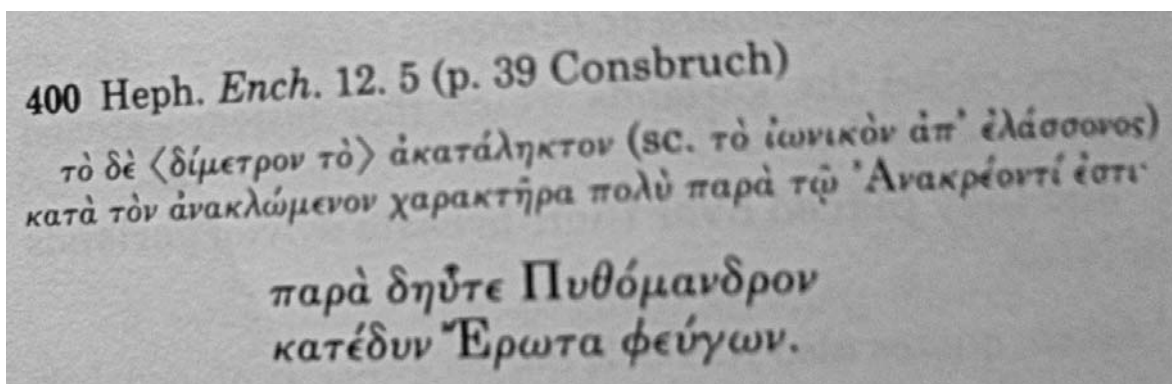 400 Heph. Ench. 12. 5 (p. 39 Consbruch)
τὸ δὲ ⟨δίμετρον τὸ⟩ ἀκατάληκτον (sc. τὸ ἰωνικὸν ἀπ’ ἐλάσσονος)
κατὰ τὸν ἀνακλώμενον χαρακτῆρα πολὺ παρὰ τῷ Ἀνακρέοντί ἐστι·
παρὰ δηὖτε Πυθόμανδρον
κατέδυν Ἔρωτα φεύγων.